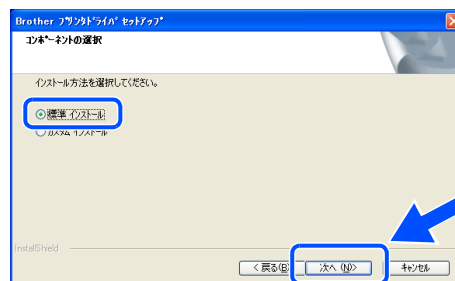 Brother プリンタドライバ セットアップ
コンポーネントの選択
インストール方法を選択してください。
標準 インストール
カスタム インストール
InstallShield
< 戻る(B) 次へ (N)> キャンセル